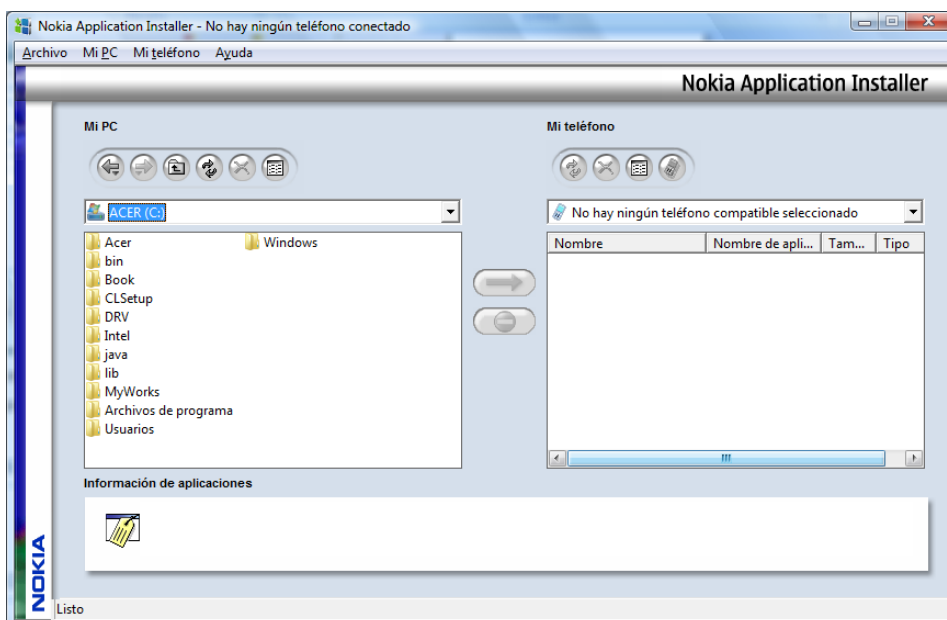 Nokia Application Installer - No hay ningún teléfono conectado
Archivo Mi PC Mi teléfono Ayuda
Nokia Application Installer
Mi PC
Mi teléfono
ACER (C:)
No hay ningún teléfono compatible seleccionado
Acer
bin
Book
CLSetup
DRV
Intel
java
lib
MyWorks
Archivos de programa
Usuarios
Windows
Nombre Nombre de apli... Tam... Tipo
Información de aplicaciones
NOKIA
Listo